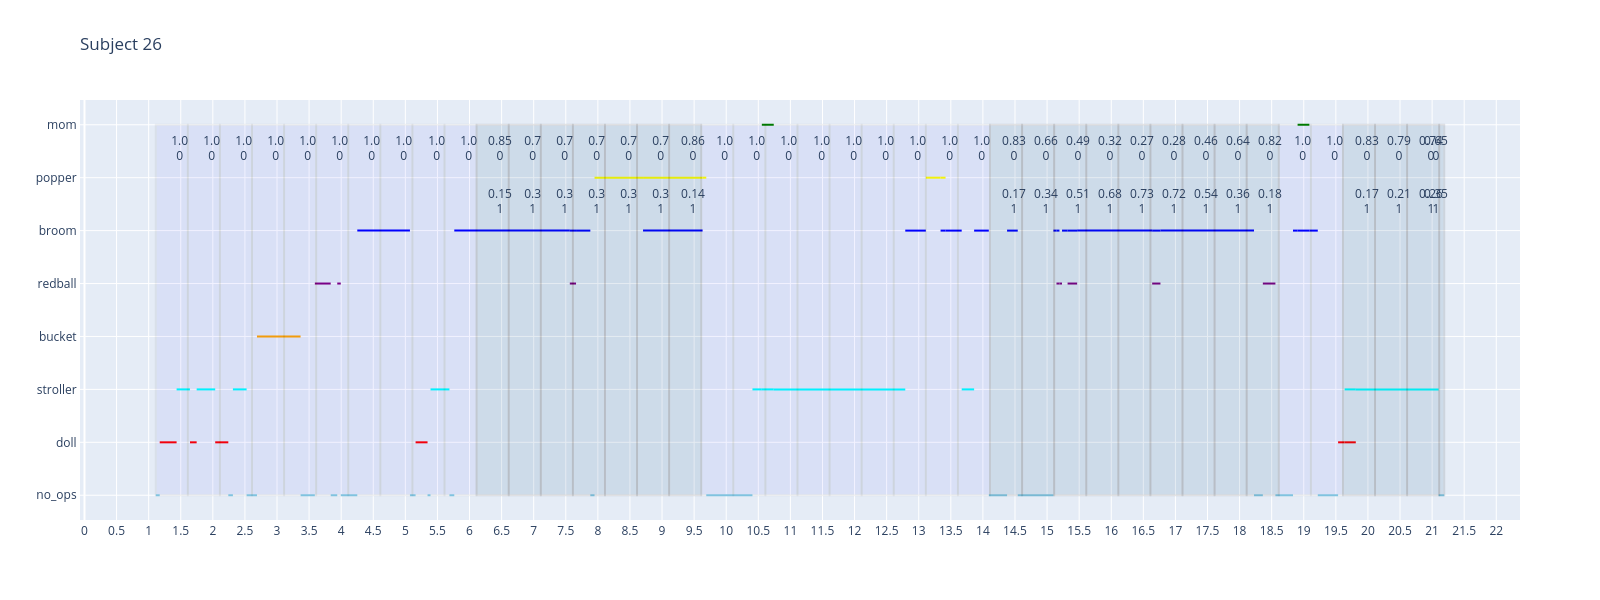 Subject 26
mom
1.0 1.0 1.0 1.0 1.0 1.0 1.0 1.0 1.0 1.0 0.85 0.7 0.7 0.7 0.7 0.7 0.86 1.0 1.0 1.0 1.0 1.0 1.0 1.0 1.0 1.0 0.83 0.66 0.49 0.32 0.27 0.28 0.46 0.64 0.82 1.0 1.0 0.83 0.79
0 0 0 0 0 0 0 0 0 0 0 0 0 0 0 0 0 0 0 0 0 0 0 0 0 0 0 0 0 0 0 0 0 0 0 0 0 0 0 0 0
popper
0.15 0.3 0.3 0.3 0.3 0.3 0.14 0.17 0.34 0.51 0.68 0.73 0.72 0.54 0.36 0.18 0.17 0.21
1 1 1 1 1 1 1 1 1 1 1 1 1 1 1 1 1 1 1 1
broom
redball
bucket
stroller
doll
no_ops
0 0.5 1 1.5 2 2.5 3 3.5 4 4.5 5 5.5 6 6.5 7 7.5 8 8.5 9 9.5 10 10.5 11 11.5 12 12.5 13 13.5 14 14.5 15 15.5 16 16.5 17 17.5 18 18.5 19 19.5 20 20.5 21 21.5 22